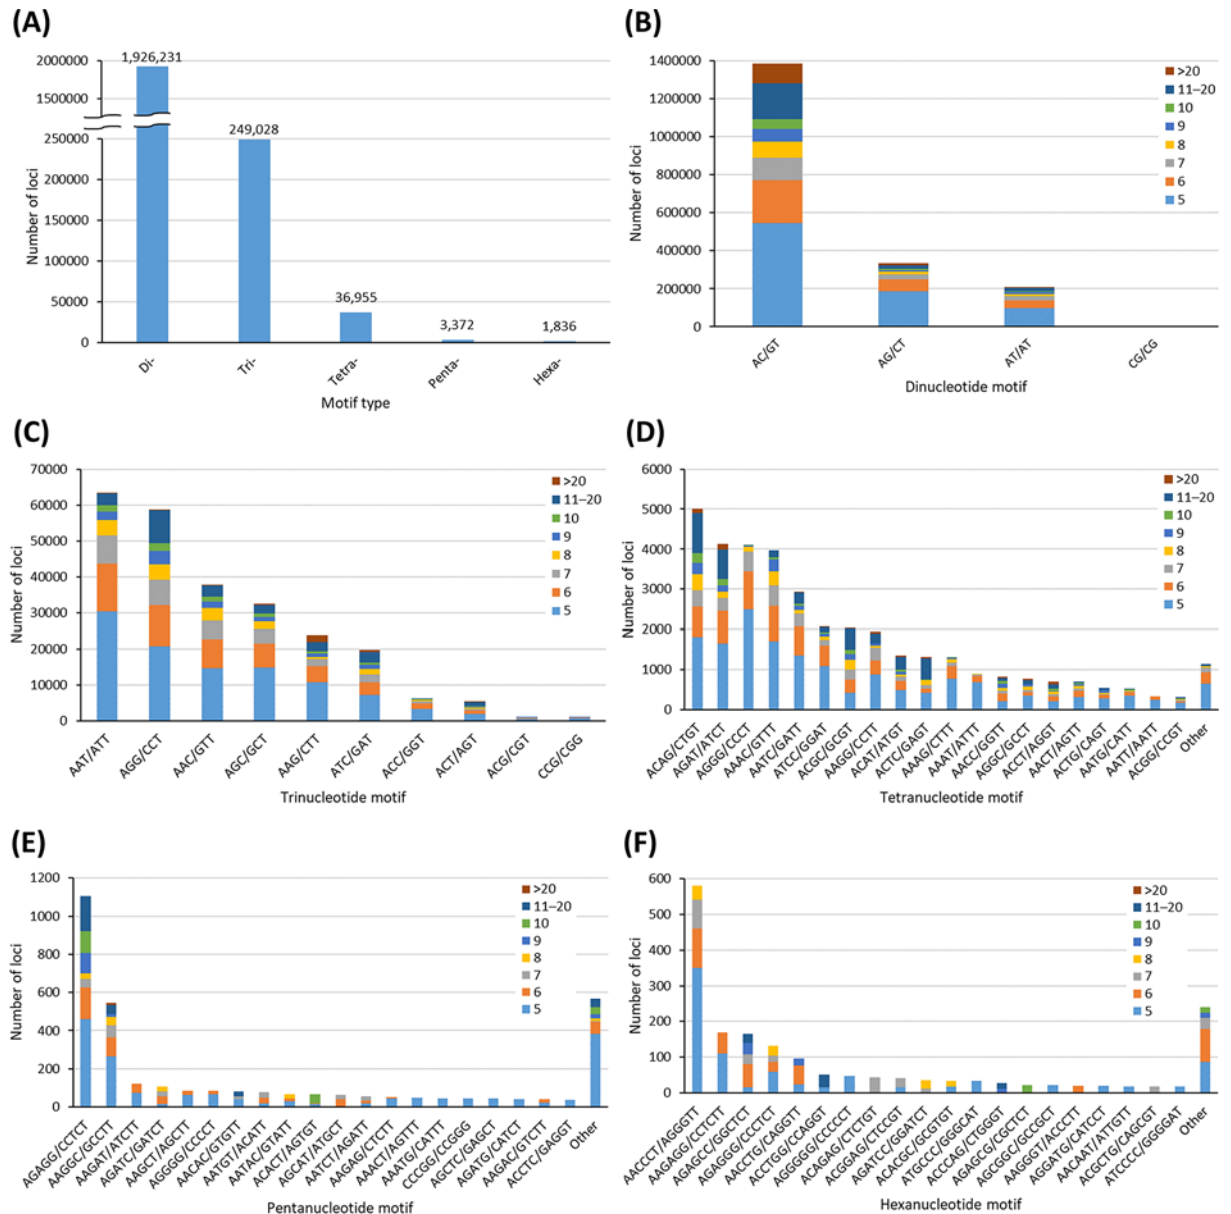 (A)
2000000
1500000
250000
200000
150000
100000
50000
0
Number of loci
1,926,231
249,028
36,955
3,372
1,836
Di-
Tri-
Tetra-
Penta-
Hexa-
Motif type
(B)
1400000
1200000
1000000
800000
600000
400000
200000
0
Number of loci
>20
11–20
10
9
8
7
6
5
AC/GT
AG/CT
AT/AT
CG/CG
Dinucleotide motif
(C)
70000
60000
50000
40000
30000
20000
10000
0
Number of loci
>20
11–20
10
9
8
7
6
5
AAT/ATT
AGG/CCT
AAC/GTT
AGC/GCT
AAG/CTT
ATC/GAT
ACC/GGT
ACT/AGT
ACG/CGT
CCG/CGG
Trinucleotide motif
(D)
6000
5000
4000
3000
2000
1000
0
Number of loci
>20
11–20
10
9
8
7
6
5
ACAG/CTGT
AGAT/ATCT
AGGG/CCCT
AAAC/GTTT
AATC/GATT
ATCC/GGAT
ACGC/GCGT
AAGG/CCTT
ACAT/ATGT
ACTC/GAGT
AAAG/CTTT
AAAT/ATTT
AACC/GGTT
AGGC/GCCT
ACCT/AGGT
AACT/AGTT
ACTG/CAGT
AATG/CATT
AATT/AATT
ACGG/CCGT
Other
Tetranucleotide motif
(E)
1200
1000
800
600
400
200
0
Number of loci
>20
11–20
10
9
8
7
6
5
AGAGG/CCTCT
AAGGC/GCCTT
AAGAT/ATCTT
AGATC/GATCT
AAGCT/AGCTT
AGGGG/CCCCT
AACAC/GTGTT
AATGT/ACATT
AATAC/GTATT
ACACT/AGTGT
AGCAT/ATGCT
AATCT/AGATT
AAGAG/CTCTT
AAACT/AGTTT
AAATG/CATTT
CCCGG/CCGGG
AGCTC/GAGCT
AGATG/CATCT
AAGAC/GTCTT
ACCTC/GAGGT
Other
Pentanucleotide motif
(F)
600
500
400
300
200
100
0
Number of loci
>20
11–20
10
9
8
7
6
5
AACCCT/AGGGTT
AAGAGG/CCTCTT
AGAGCC/GGCTCT
AGAGGG/CCCTCT
AACCTG/CAGGTT
ACCTGG/CCAGGT
AGGGGG/CCCCCT
ACAGAG/CTCTGT
ACGGAG/CTCCGT
AGATCC/GGATCT
ACACGC/GCGTGT
ATGCCC/GGGCAT
ACCCAG/CTGGGT
AGCAGG/CCTGCT
AGCGGC/GCCGCT
AAGGGT/ACCCTT
AGGATG/CATCCT
AACAAT/ATTGTT
ACGCTG/CAGCGT
ATCCCC/GGGGAT
Other
Hexanucleotide motif